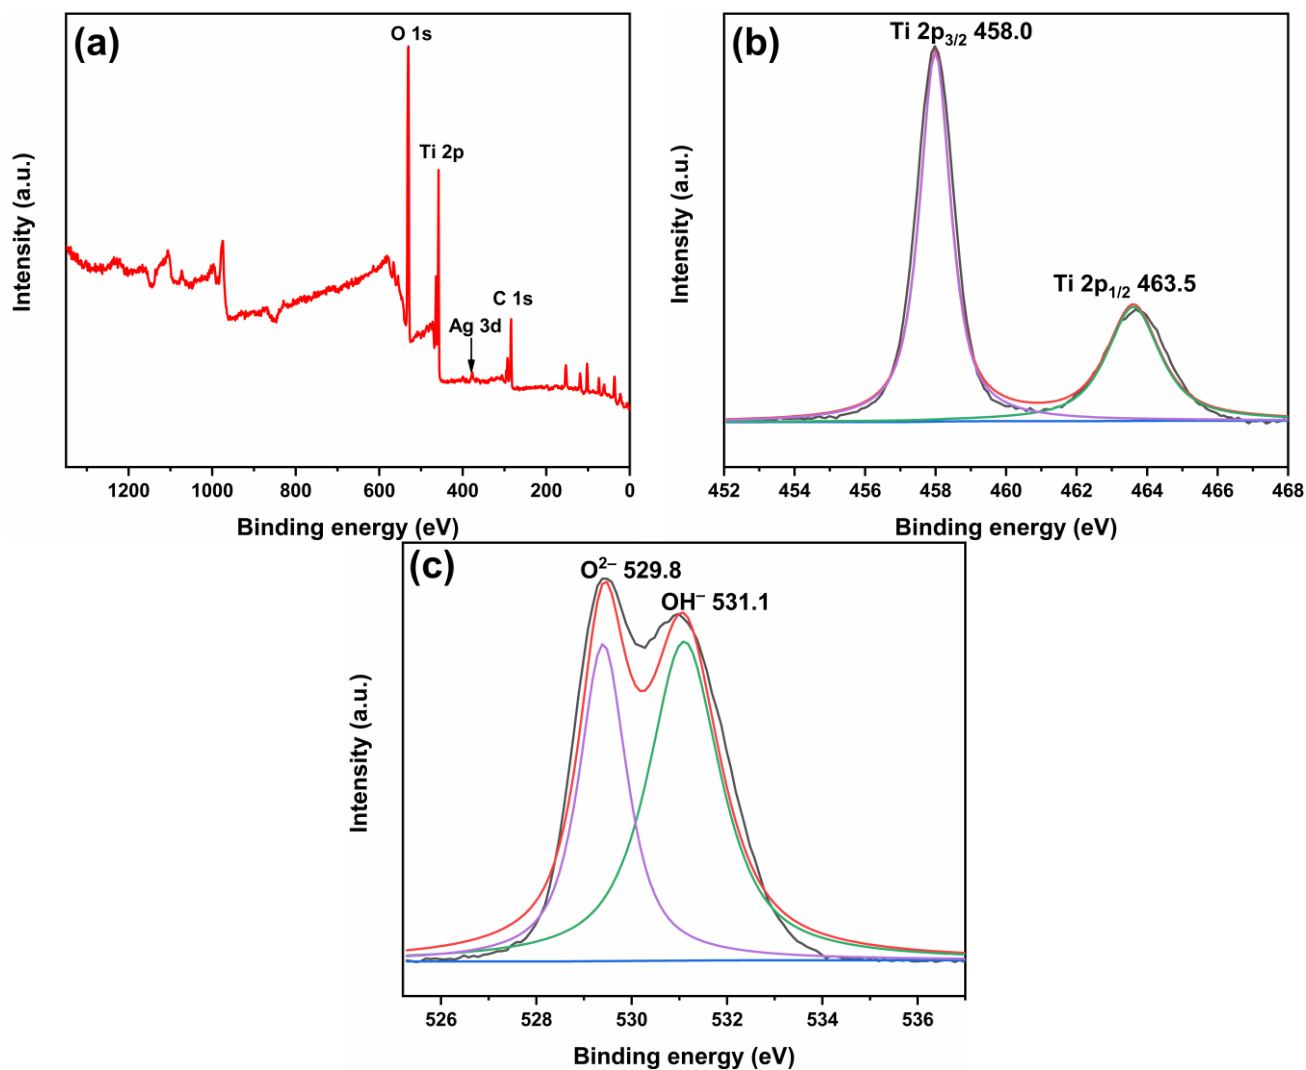 (a)
O 1s
Ti 2p
Ag 3d
C 1s
Intensity (a.u.)
1200 1000 800 600 400 200 0
Binding energy (eV)
(b)
Ti 2p3/2 458.0
Ti 2p1/2 463.5
Intensity (a.u.)
452 454 456 458 460 462 464 466 468
Binding energy (eV)
(c)
O2– 529.8
OH– 531.1
Intensity (a.u.)
526 528 530 532 534 536
Binding energy (eV)